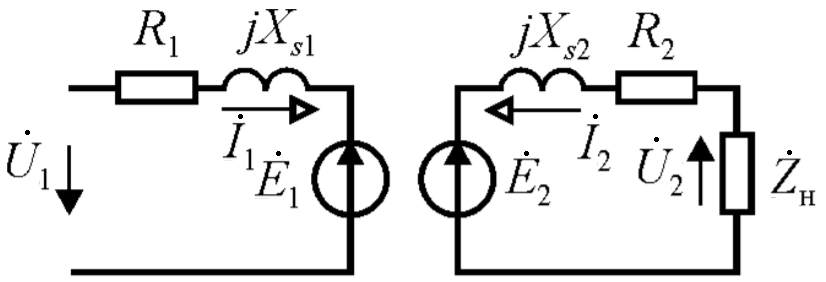 R₁ jXₛ₁ jXₛ₂ R₂
U̇₁ İ₁ Ė₁ Ė₂ İ₂ U̇₂ Żн